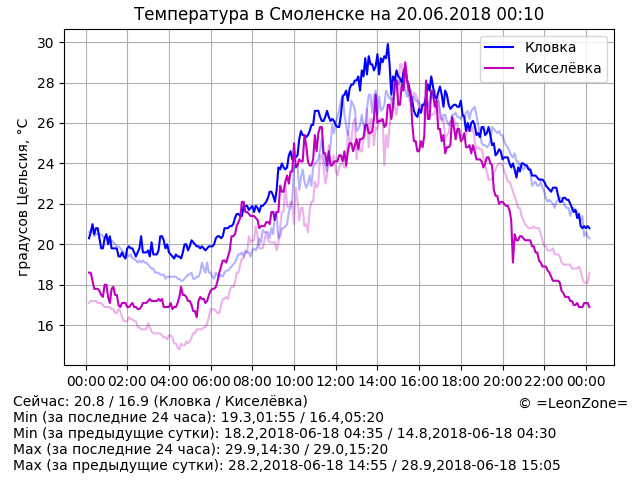 Температура в Смоленске на 20.06.2018 00:10
Кловка
Киселёвка
градусов Цельсия, °C
30
28
26
24
22
20
18
16
00:00 02:00 04:00 06:00 08:00 10:00 12:00 14:00 16:00 18:00 20:00 22:00 00:00
Сейчас: 20.8 / 16.9 (Кловка / Киселёвка)
© =LeonZone=
Min (за последние 24 часа): 19.3,01:55 / 16.4,05:20
Min (за предыдущие сутки): 18.2,2018-06-18 04:35 / 14.8,2018-06-18 04:30
Max (за последние 24 часа): 29.9,14:30 / 29.0,15:20
Max (за предыдущие сутки): 28.2,2018-06-18 14:55 / 28.9,2018-06-18 15:05